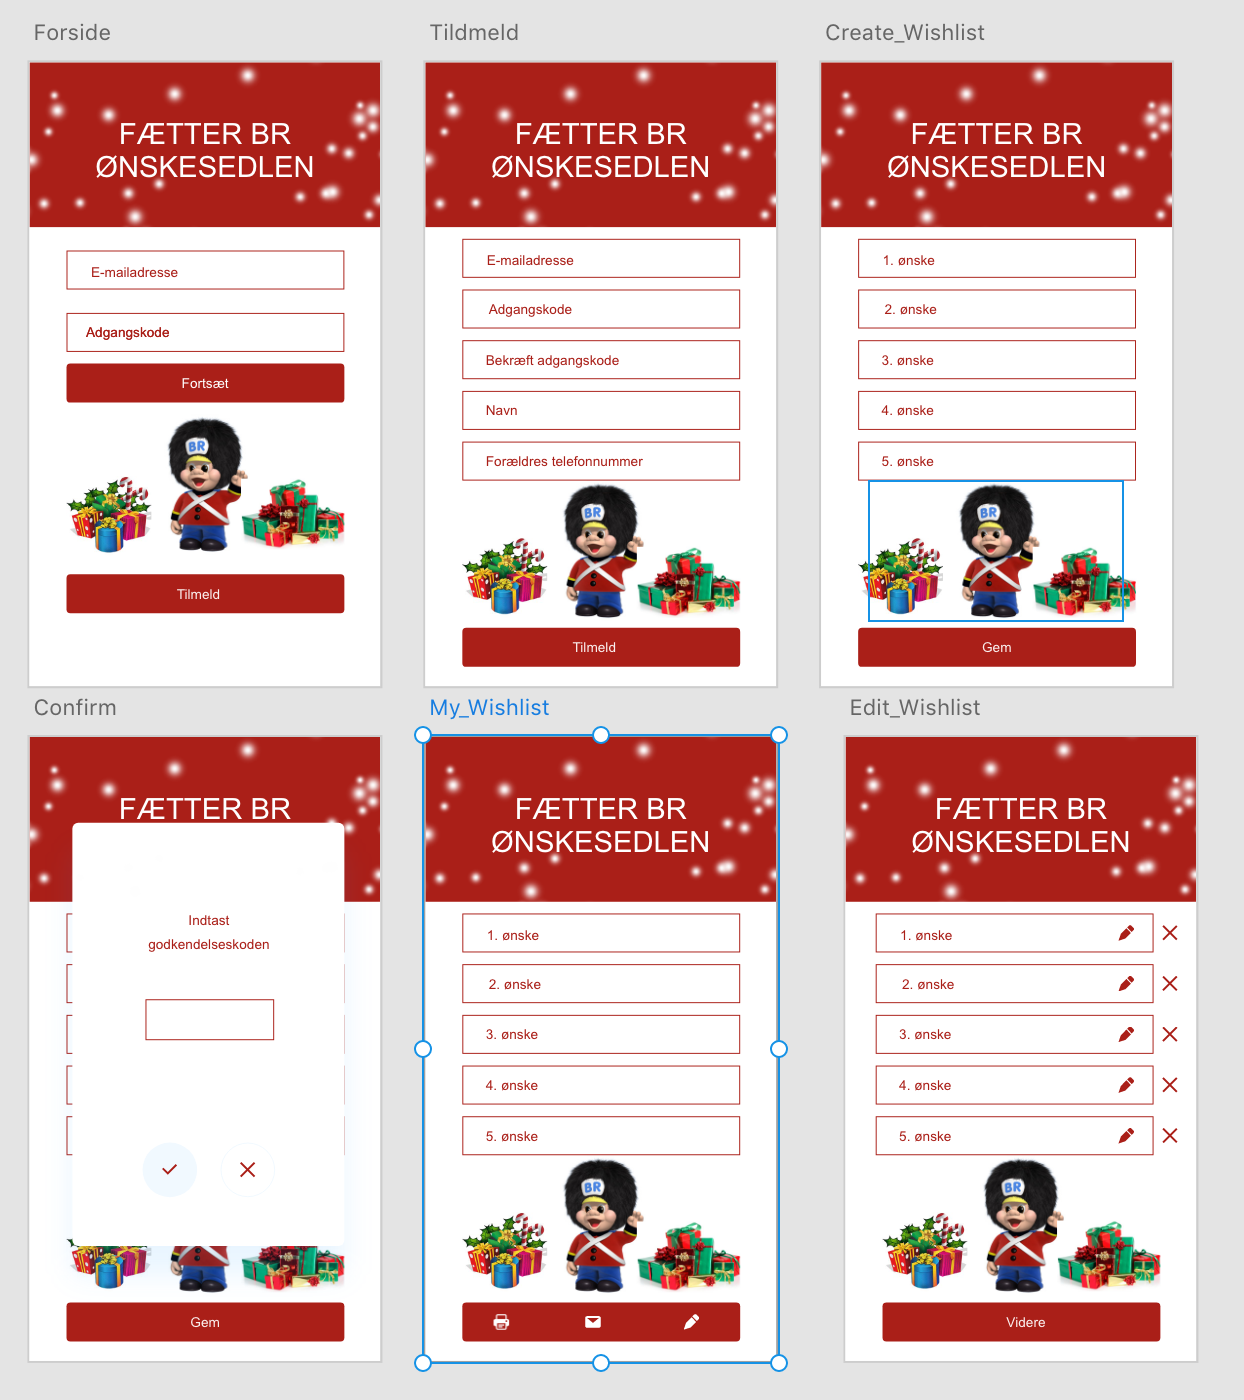 Forside
FÆTTER BR
ØNSKESEDLEN
E-mailadresse
Adgangskode
Fortsæt
BR
Tilmeld
Tildmeld
FÆTTER BR
ØNSKESEDLEN
E-mailadresse
Adgangskode
Bekræft adgangskode
Navn
Forældres telefonnummer
BR
Tilmeld
Create_Wishlist
FÆTTER BR
ØNSKESEDLEN
1. ønske
2. ønske
3. ønske
4. ønske
5. ønske
BR
Gem
Confirm
FÆTTER BR
Indtast
godkendelseskoden
Gem
My_Wishlist
FÆTTER BR
ØNSKESEDLEN
1. ønske
2. ønske
3. ønske
4. ønske
5. ønske
BR
Edit_Wishlist
FÆTTER BR
ØNSKESEDLEN
1. ønske
2. ønske
3. ønske
4. ønske
5. ønske
BR
Videre